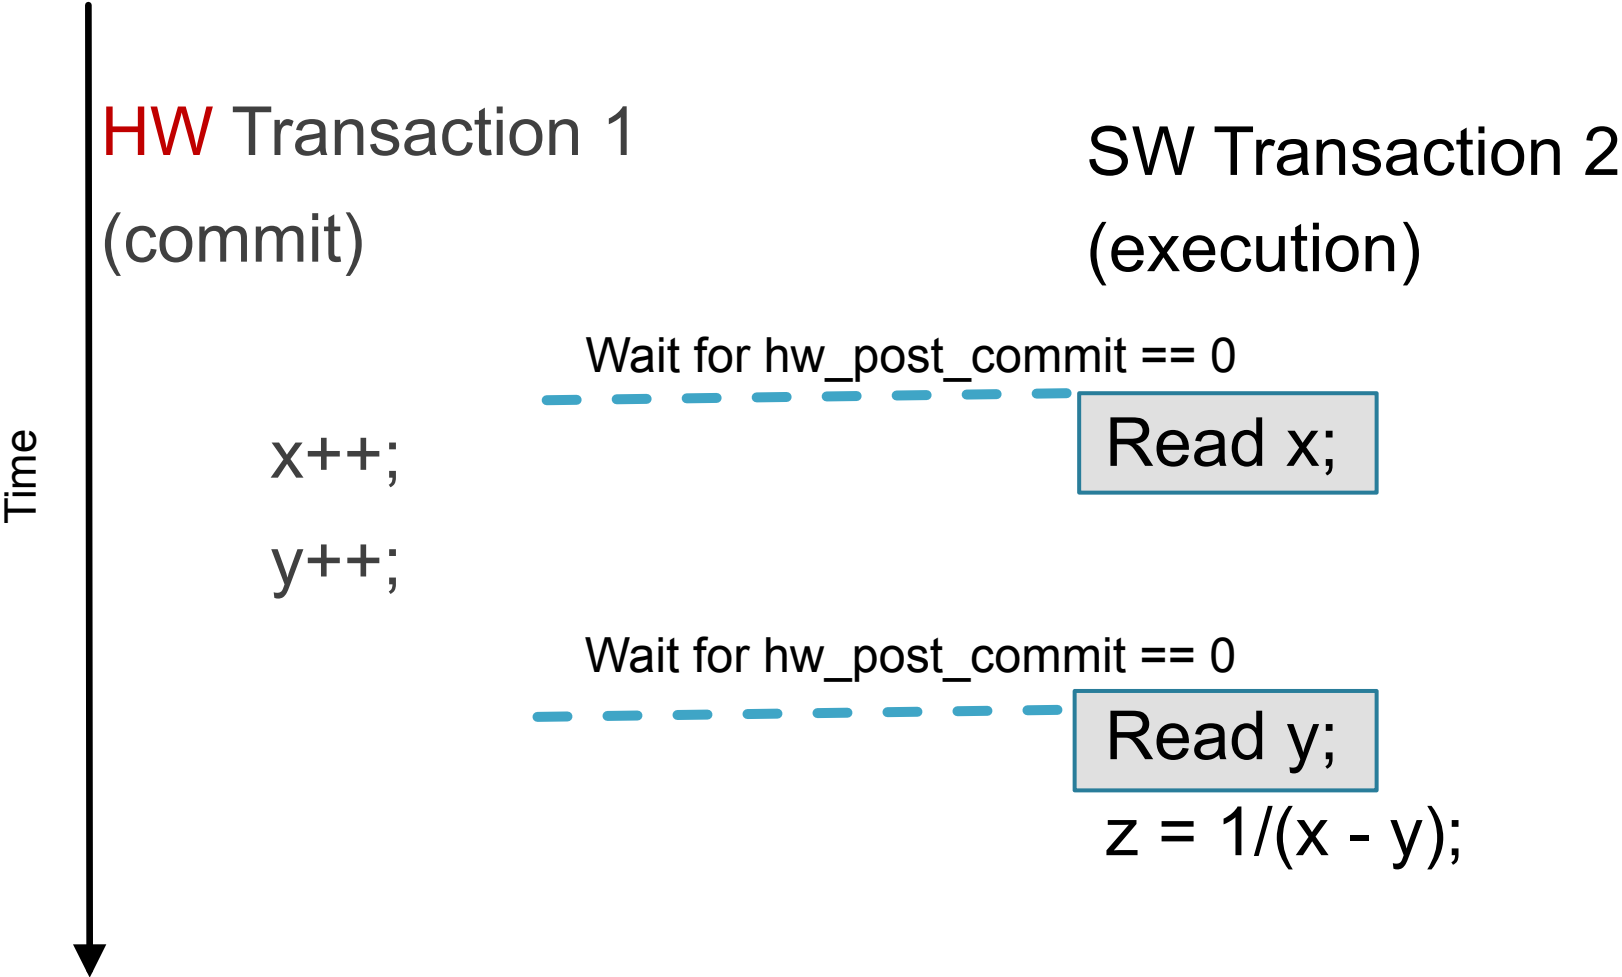 HW Transaction 1
(commit)
SW Transaction 2
(execution)
Wait for hw_post_commit == 0
Read x;
x++;
y++;
Time
Wait for hw_post_commit == 0
Read y;
z = 1/(x - y);